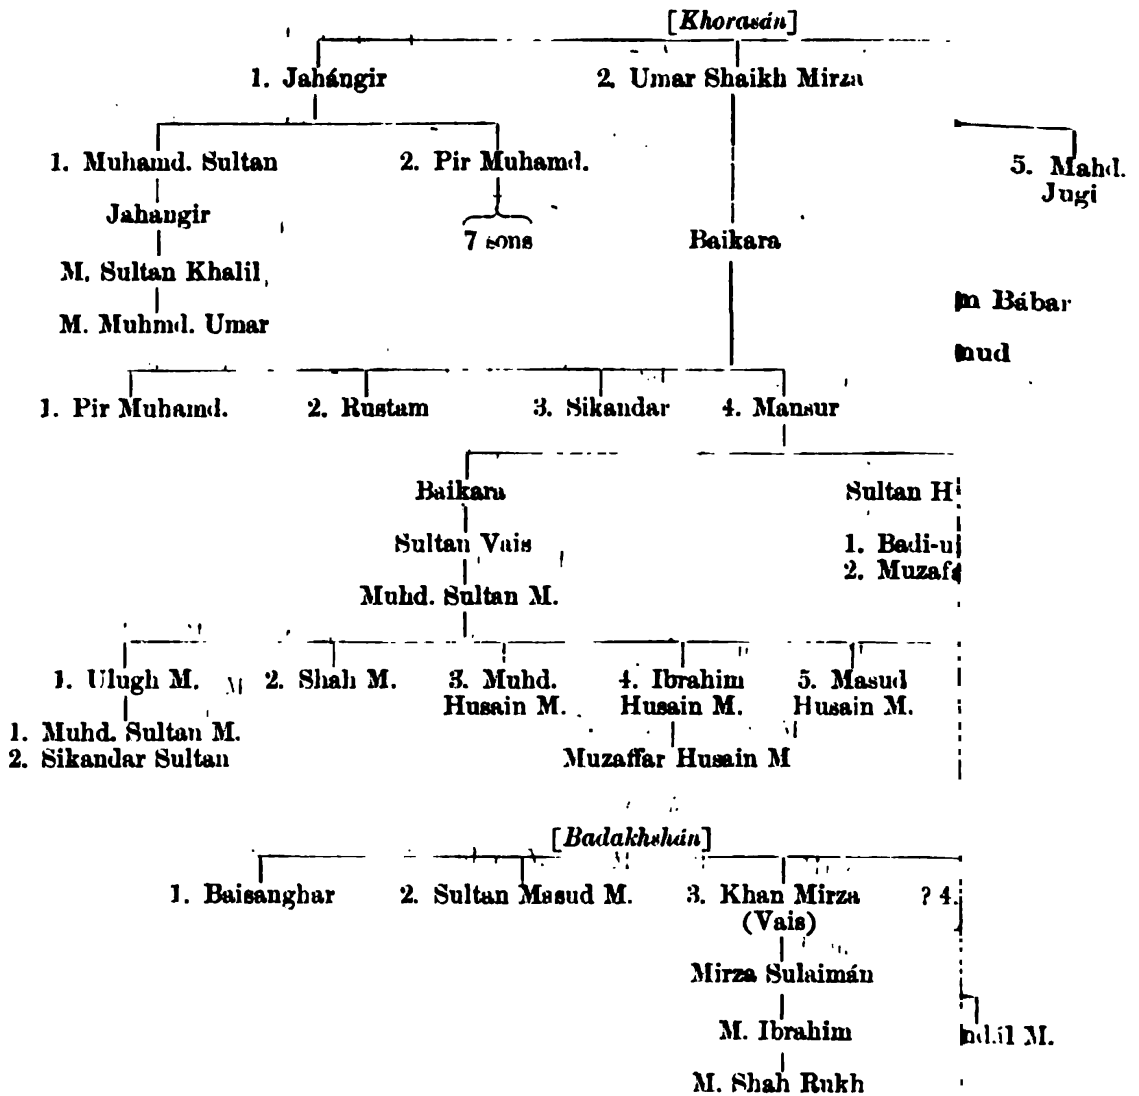 [Khorasán]
1. Jahángir 2. Umar Shaikh Mirza
1. Muhamd. Sultan 2. Pir Muhamd. 5. Mahd.
Jugi
Jahangir
7 sons Baikara
M. Sultan Khalil
Bábar
M. Muhmd. Umar
1. Pir Muhamd. 2. Rustam 3. Sikandar 4. Mansur
Baikara Sultan H
Sultan Vais 1. Badi-u
2. Muzaf
Muhd. Sultan M.
1. Ulugh M. 2. Shah M. 3. Muhd. 4. Ibrahim 5. Masud
Husain M. Husain M. Husain M.
1. Muhd. Sultan M.
2. Sikandar Sultan Muzaffar Husain M
[Badakhshán]
1. Baisanghar 2. Sultan Masud M. 3. Khan Mirza ? 4.
(Vais)
Mirza Sulaimán
M. Ibrahim M.
M. Shah Rukh